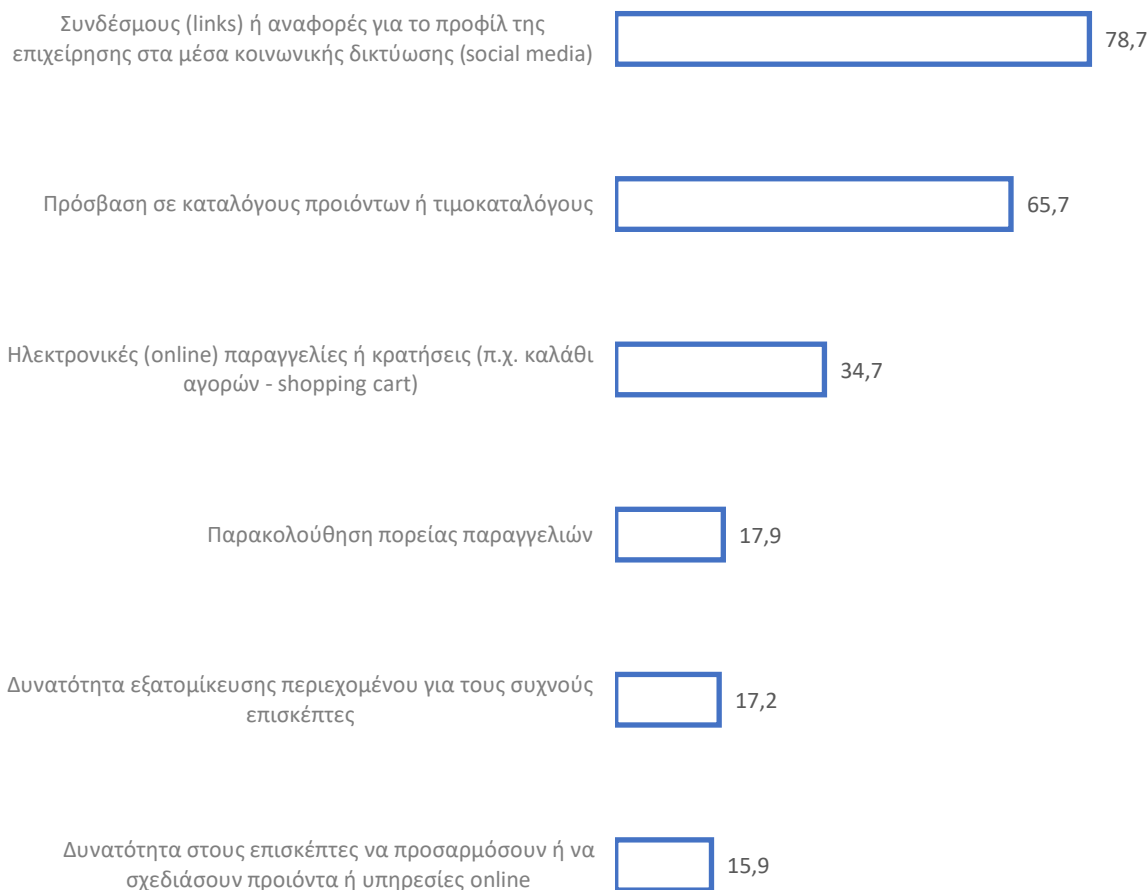 Συνδέσμους (links) ή αναφορές για το προφίλ της
επιχείρησης στα μέσα κοινωνικής δικτύωσης (social media)
78,7
Πρόσβαση σε καταλόγους προιόντων ή τιμοκαταλόγους
65,7
Ηλεκτρονικές (online) παραγγελίες ή κρατήσεις (π.χ. καλάθι
αγορών - shopping cart)
34,7
Παρακολούθηση πορείας παραγγελιών
17,9
Δυνατότητα εξατομίκευσης περιεχομένου για τους συχνούς
επισκέπτες
17,2
Δυνατότητα στους επισκέπτες να προσαρμόσουν ή να
σχεδιάσουν προιόντα ή υπηρεσίες online
15,9